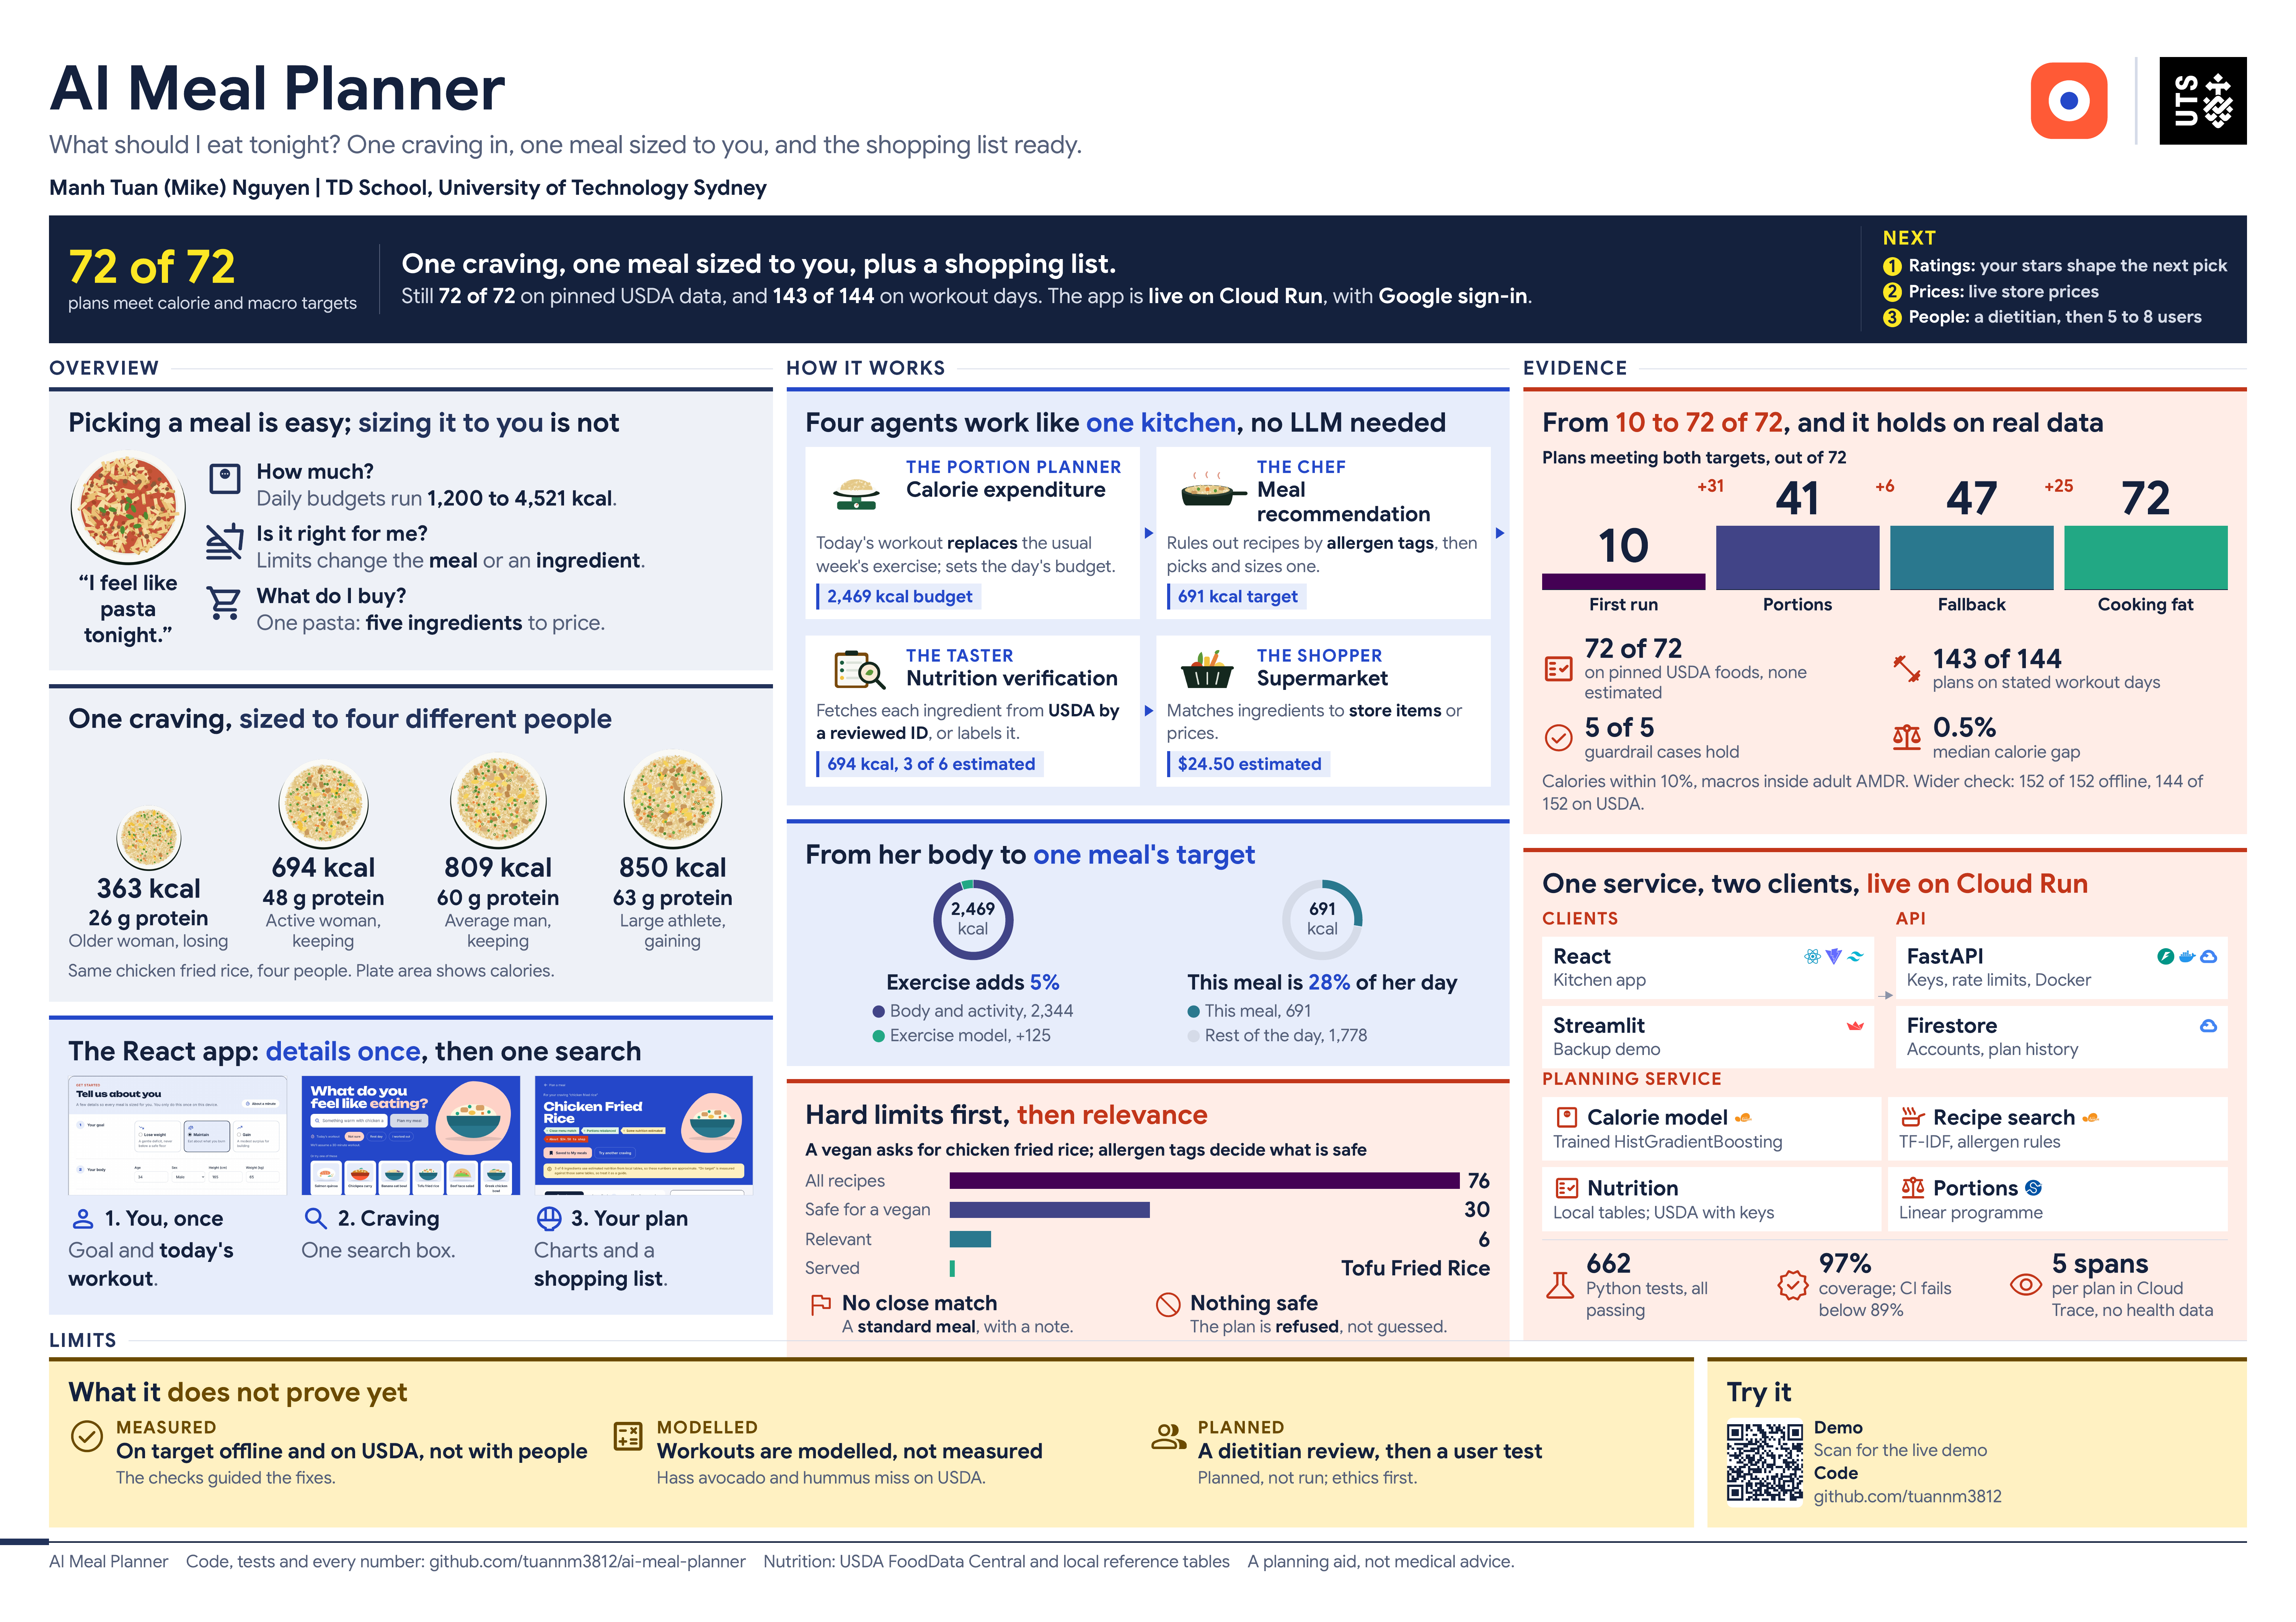 AI Meal Planner
What should I eat tonight? One craving in, one meal sized to you, and the shopping list ready.
Manh Tuan (Mike) Nguyen | TD School, University of Technology Sydney
UTS
72 of 72
plans meet calorie and macro targets
One craving, one meal sized to you, plus a shopping list.
Still 72 of 72 on pinned USDA data, and 143 of 144 on workout days. The app is live on Cloud Run, with Google sign-in.
NEXT
1 Ratings: your stars shape the next pick
2 Prices: live store prices
3 People: a dietitian, then 5 to 8 users
OVERVIEW
Picking a meal is easy; sizing it to you is not
“I feel like
pasta
tonight.”
How much?
Daily budgets run 1,200 to 4,521 kcal.
Is it right for me?
Limits change the meal or an ingredient.
What do I buy?
One pasta: five ingredients to price.
One craving, sized to four different people
363 kcal
26 g protein
Older woman, losing
694 kcal
48 g protein
Active woman,
keeping
809 kcal
60 g protein
Average man,
keeping
850 kcal
63 g protein
Large athlete,
gaining
Same chicken fried rice, four people. Plate area shows calories.
The React app: details once, then one search
Tell us about you
What do you
feel like eating?
Chicken Fried
Rice
1. You, once
Goal and today's
workout.
2. Craving
One search box.
3. Your plan
Charts and a
shopping list.
HOW IT WORKS
Four agents work like one kitchen, no LLM needed
THE PORTION PLANNER
Calorie expenditure
Today's workout replaces the usual
week's exercise; sets the day's budget.
2,469 kcal budget
THE CHEF
Meal
recommendation
Rules out recipes by allergen tags, then
picks and sizes one.
691 kcal target
THE TASTER
Nutrition verification
Fetches each ingredient from USDA by
a reviewed ID, or labels it.
694 kcal, 3 of 6 estimated
THE SHOPPER
Supermarket
Matches ingredients to store items or
prices.
$24.50 estimated
From her body to one meal's target
2,469
kcal
Exercise adds 5%
Body and activity, 2,344
Exercise model, +125
691
kcal
This meal is 28% of her day
This meal, 691
Rest of the day, 1,778
Hard limits first, then relevance
A vegan asks for chicken fried rice; allergen tags decide what is safe
All recipes 76
Safe for a vegan 30
Relevant 6
Served Tofu Fried Rice
No close match
A standard meal, with a note.
Nothing safe
The plan is refused, not guessed.
EVIDENCE
From 10 to 72 of 72, and it holds on real data
Plans meeting both targets, out of 72
10
+31
41
+6
47
+25
72
First run
Portions
Fallback
Cooking fat
72 of 72
on pinned USDA foods, none
estimated
143 of 144
plans on stated workout days
5 of 5
guardrail cases hold
0.5%
median calorie gap
Calories within 10%, macros inside adult AMDR. Wider check: 152 of 152 offline, 144 of
152 on USDA.
One service, two clients, live on Cloud Run
CLIENTS
React
Kitchen app
Streamlit
Backup demo
API
FastAPI
Keys, rate limits, Docker
Firestore
Accounts, plan history
PLANNING SERVICE
Calorie model
Trained HistGradientBoosting
Recipe search
TF-IDF, allergen rules
Nutrition
Local tables; USDA with keys
Portions
Linear programme
662
Python tests, all
passing
97%
coverage; CI fails
below 89%
5 spans
per plan in Cloud
Trace, no health data
LIMITS
What it does not prove yet
MEASURED
On target offline and on USDA, not with people
The checks guided the fixes.
MODELLED
Workouts are modelled, not measured
Hass avocado and hummus miss on USDA.
PLANNED
A dietitian review, then a user test
Planned, not run; ethics first.
Try it
Demo
Scan for the live demo
Code
github.com/tuannm3812
AI Meal Planner Code, tests and every number: github.com/tuannm3812/ai-meal-planner Nutrition: USDA FoodData Central and local reference tables A planning aid, not medical advice.